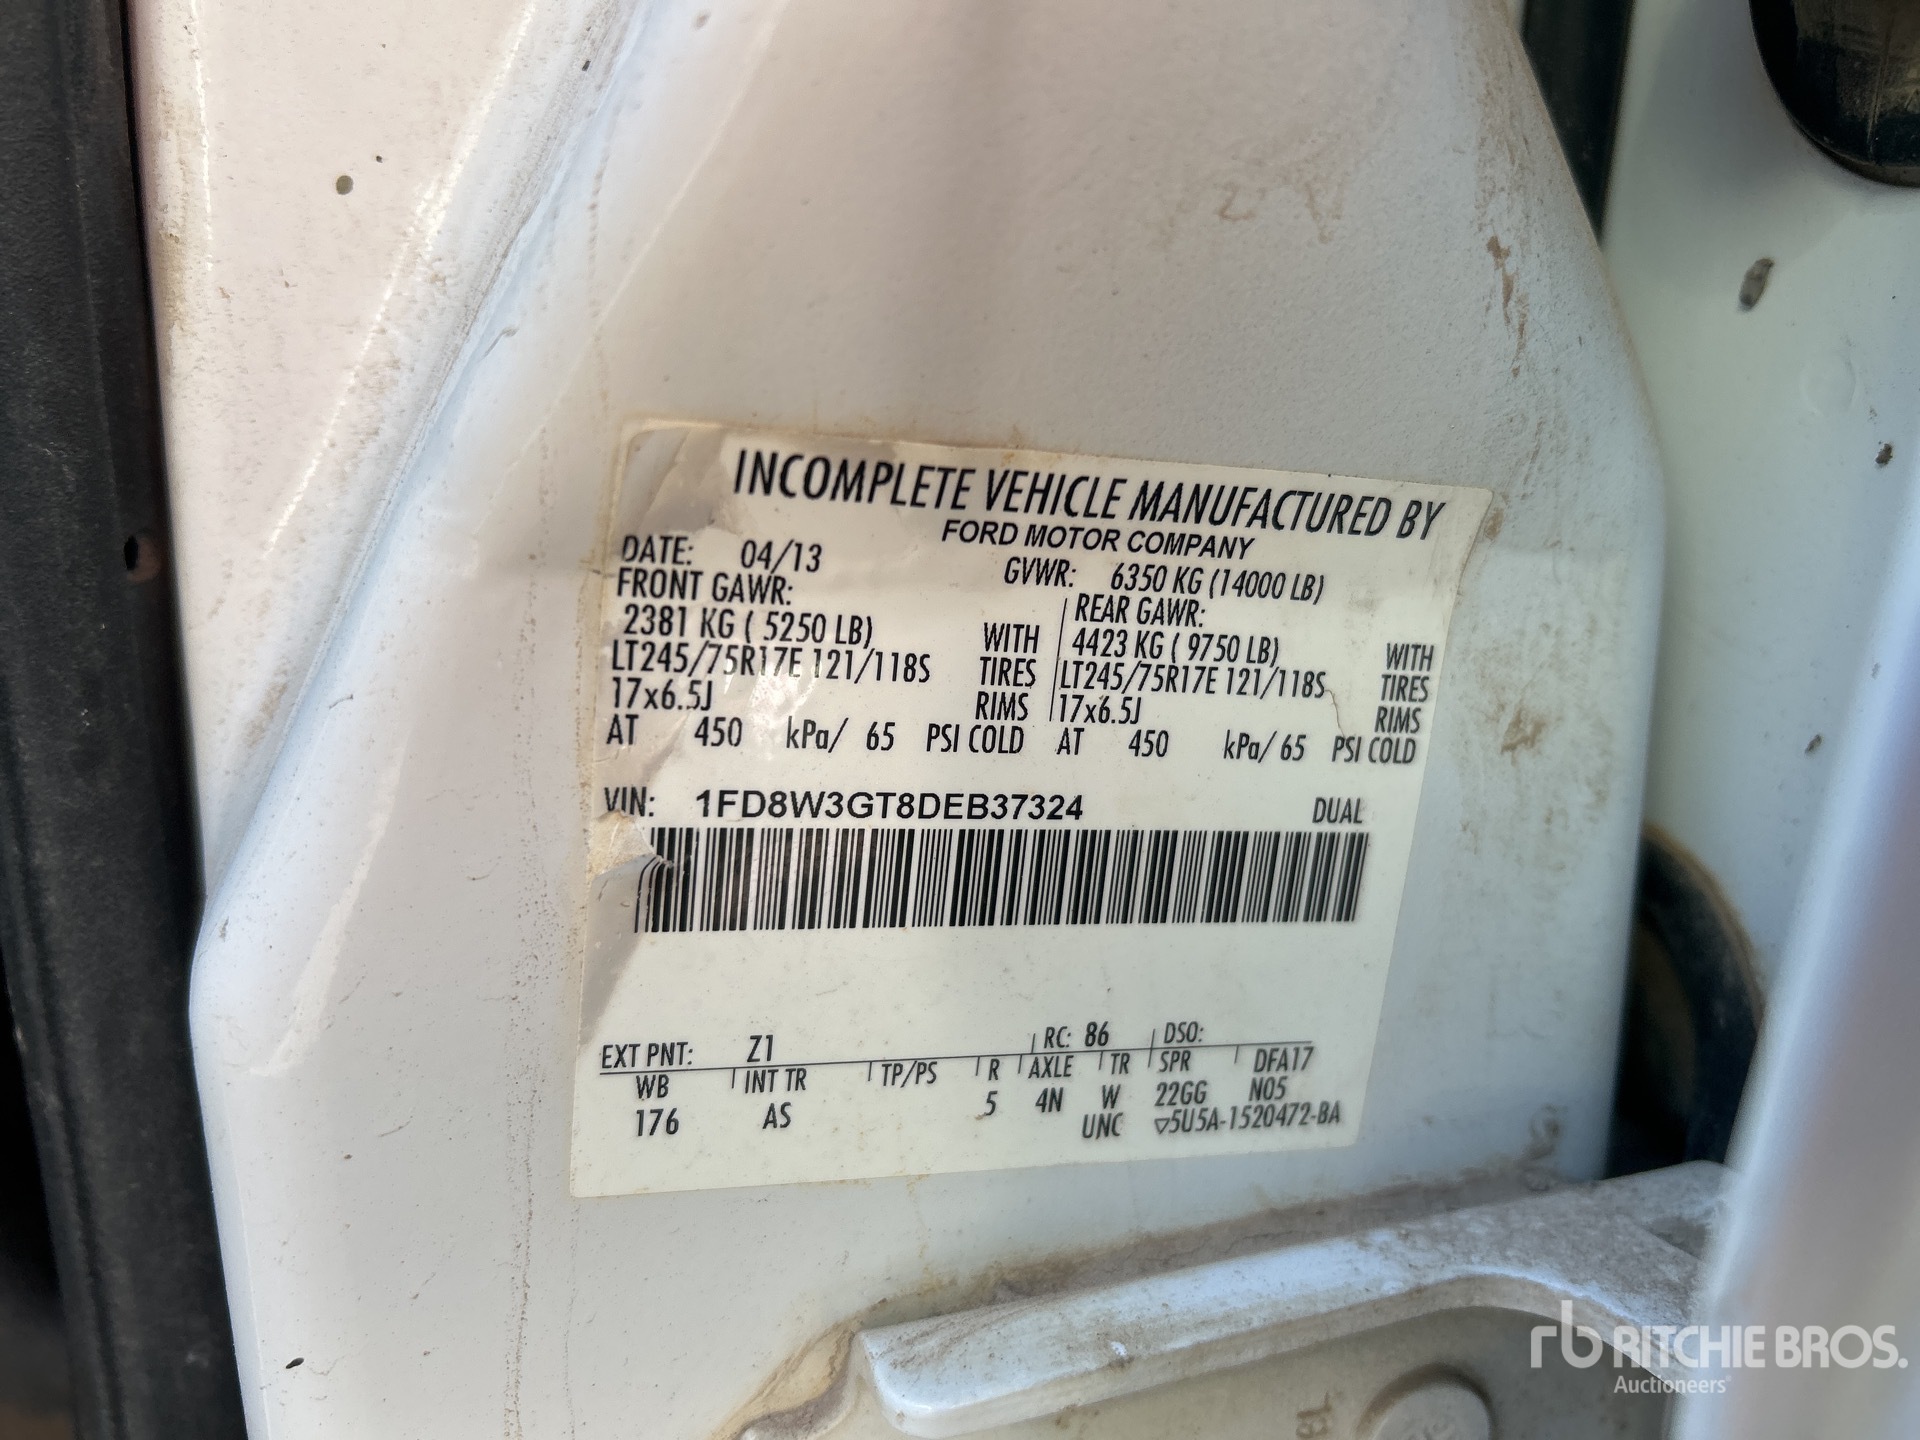 INCOMPLETE VEHICLE MANUFACTURED BY
FORD MOTOR COMPANY
DATE: 04/13 GVWR: 6350 KG (14000 LB)
FRONT GAWR: REAR GAWR:
2381 KG ( 5250 LB) WITH 4423 KG ( 9750 LB) WITH
LT245/75R17E 121/118S TIRES LT245/75R17E 121/118S TIRES
17x6.5J RIMS 17x6.5J RIMS
AT 450 kPa/ 65 PSI COLD AT 450 kPa/ 65 PSI COLD
VIN: 1FD8W3GT8DEB37324 DUAL
EXT PNT: Z1 RC: 86 DSO:
WB INT TR TP/PS R AXLE TR SPR DFA17
176 AS 5 4N W 22GG N05
UNC ▽5U5A-1520472-BA
rb RITCHIE BROS.
Auctioneers